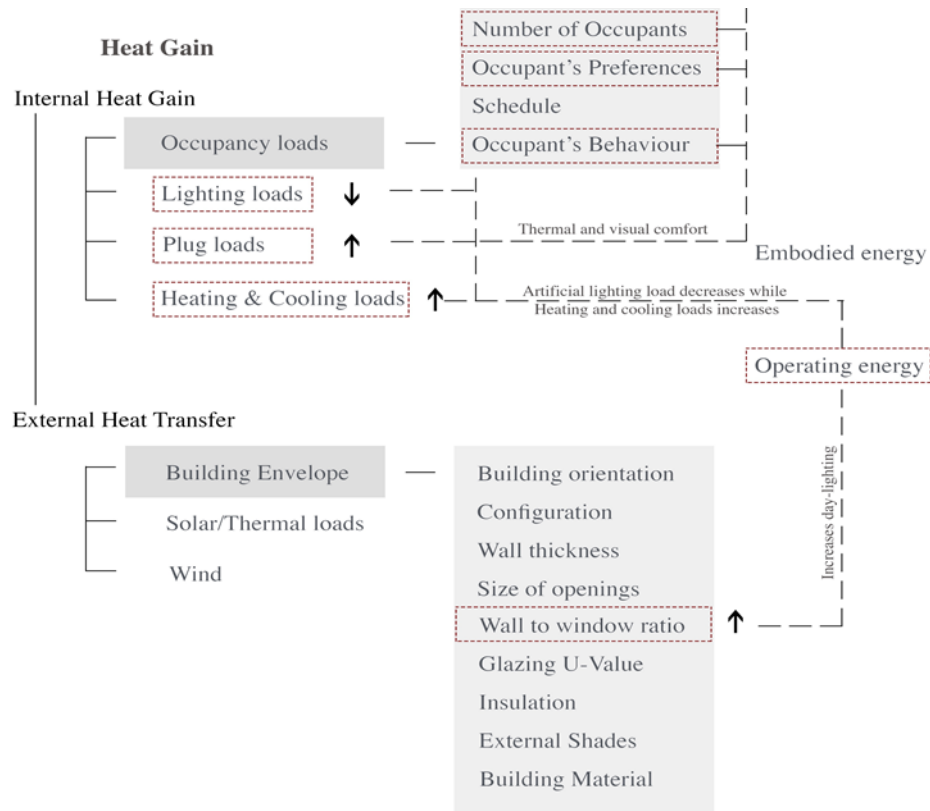 Heat Gain
Number of Occupants
Occupant's Preferences
Internal Heat Gain
Schedule
Occupancy loads
Occupant's Behaviour
Lighting loads
Plug loads
Thermal and visual comfort
Embodied energy
Heating & Cooling loads
Artificial lighting load decreases while
Heating and cooling loads increases
Operating energy
External Heat Transfer
Building Envelope
Building orientation
Solar/Thermal loads
Configuration
Wall thickness
Wind
Size of openings
Increases day-lighting
Wall to window ratio
Glazing U-Value
Insulation
External Shades
Building Material